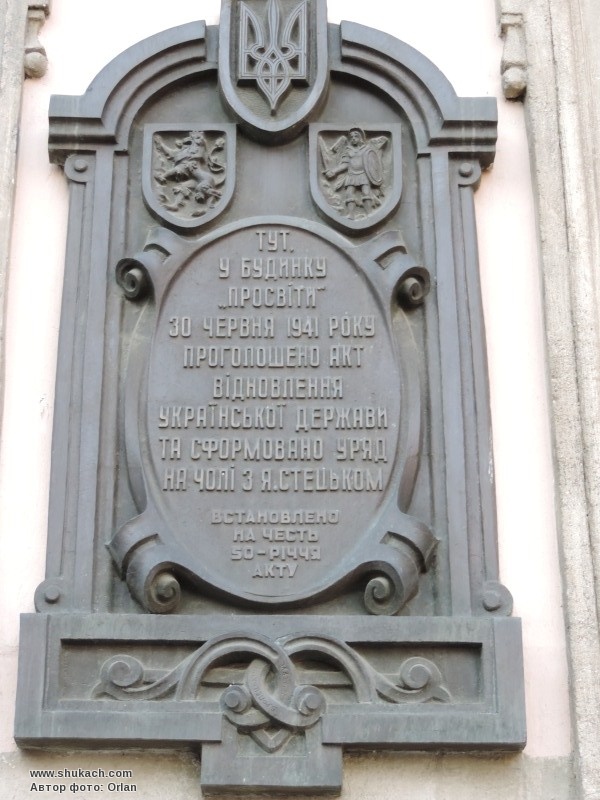 ТУТ,
У БУДИНКУ
„ПРОСВІТИ"
30 ЧЕРВНЯ 1941 РОКУ
ПРОГОЛОШЕНО АКТ
ВІДНОВЛЕННЯ
УКРАЇНСЬКОЇ ДЕРЖАВИ
ТА СФОРМОВАНО УРЯД
НА ЧОЛІ З Я.СТЕЦЬКОМ
ВСТАНОВЛЕНО
НА ЧЕСТЬ
50-РІЧЧЯ
АКТУ
www.shukach.com
Автор фото: Orlan